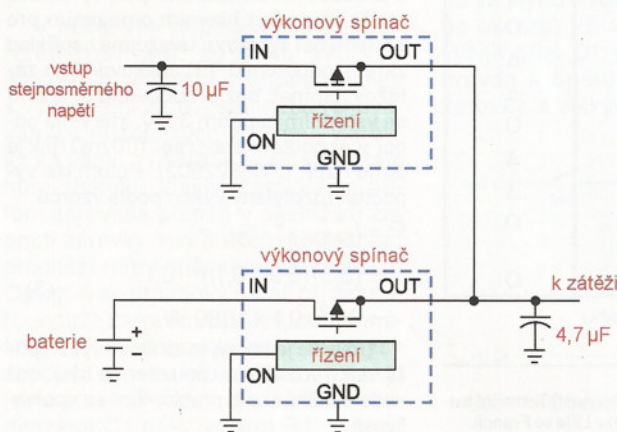 výkonový spínač
IN
OUT
vstup
stejnosměrného
napětí
10 µF
řízení
ON
GND
výkonový spínač
IN
OUT
k zátěži
baterie
+
−
řízení
ON
GND
4,7 µF